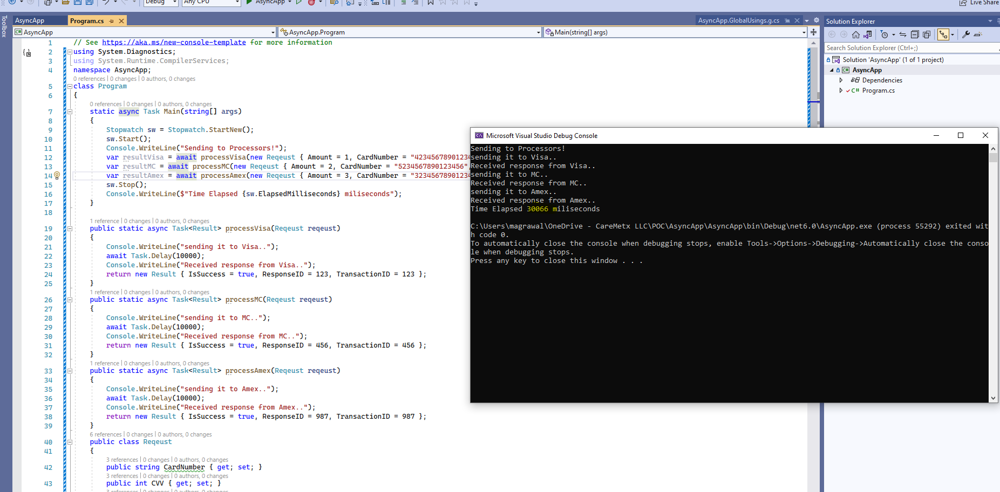 Debug Any CPU AsyncApp Live Share
Toolbox
AsyncApp Program.cs AsyncApp.GlobalUsings.g.cs
AsyncApp AsyncApp.Program Main(string[] args)
1 // See https://aka.ms/new-console-template for more information
2 using System.Diagnostics;
3 using System.Runtime.CompilerServices;
4 namespace AsyncApp;
0 references | 0 changes | 0 authors, 0 changes
5 class Program
6 {
0 references | 0 changes | 0 authors, 0 changes
7 static async Task Main(string[] args)
8 {
9 Stopwatch sw = Stopwatch.StartNew();
10 sw.Start();
11 Console.WriteLine("Sending to Processors!");
12 var resultVisa = await processVisa(new Reqeust { Amount = 1, CardNumber = "42345678901234
13 var resultMC = await processMC(new Reqeust { Amount = 2, CardNumber = "5234567890123456",
14 var resultAmex = await processAmex(new Reqeust { Amount = 3, CardNumber = "32345678901234
15 sw.Stop();
16 Console.WriteLine($"Time Elapsed {sw.ElapsedMilliseconds} miliseconds");
17 }
18
1 reference | 0 changes | 0 authors, 0 changes
19 public static async Task<Result> processVisa(Reqeust reqeust)
20 {
21 Console.WriteLine("sending it to Visa..");
22 await Task.Delay(10000);
23 Console.WriteLine("Received response from Visa..");
24 return new Result { IsSuccess = true, ResponseID = 123, TransactionID = 123 };
25 }
1 reference | 0 changes | 0 authors, 0 changes
26 public static async Task<Result> processMC(Reqeust reqeust)
27 {
28 Console.WriteLine("sending it to MC..");
29 await Task.Delay(10000);
30 Console.WriteLine("Received response from MC..");
31 return new Result { IsSuccess = true, ResponseID = 456, TransactionID = 456 };
32 }
1 reference | 0 changes | 0 authors, 0 changes
33 public static async Task<Result> processAmex(Reqeust reqeust)
34 {
35 Console.WriteLine("sending it to Amex..");
36 await Task.Delay(10000);
37 Console.WriteLine("Received response from Amex..");
38 return new Result { IsSuccess = true, ResponseID = 987, TransactionID = 987 };
39 }
6 references | 0 changes | 0 authors, 0 changes
40 public class Reqeust
41 {
3 references | 0 changes | 0 authors, 0 changes
42 public string CardNumber { get; set; }
3 references | 0 changes | 0 authors, 0 changes
43 public int CVV { get; set; }
3 references | 0 changes | 0 authors, 0 changes
Microsoft Visual Studio Debug Console
Sending to Processors!
sending it to Visa..
Received response from Visa..
sending it to MC..
Received response from MC..
sending it to Amex..
Received response from Amex..
Time Elapsed 30066 miliseconds
C:\Users\magrawal\OneDrive - CareMetx LLC\POC\AsyncApp\AsyncApp\bin\Debug\net6.0\AsyncApp.exe (process 55292) exited wit
h code 0.
To automatically close the console when debugging stops, enable Tools->Options->Debugging->Automatically close the conso
le when debugging stops.
Press any key to close this window . . .
Solution Explorer
Search Solution Explorer (Ctrl+;)
Solution 'AsyncApp' (1 of 1 project)
C# AsyncApp
Dependencies
C# Program.cs